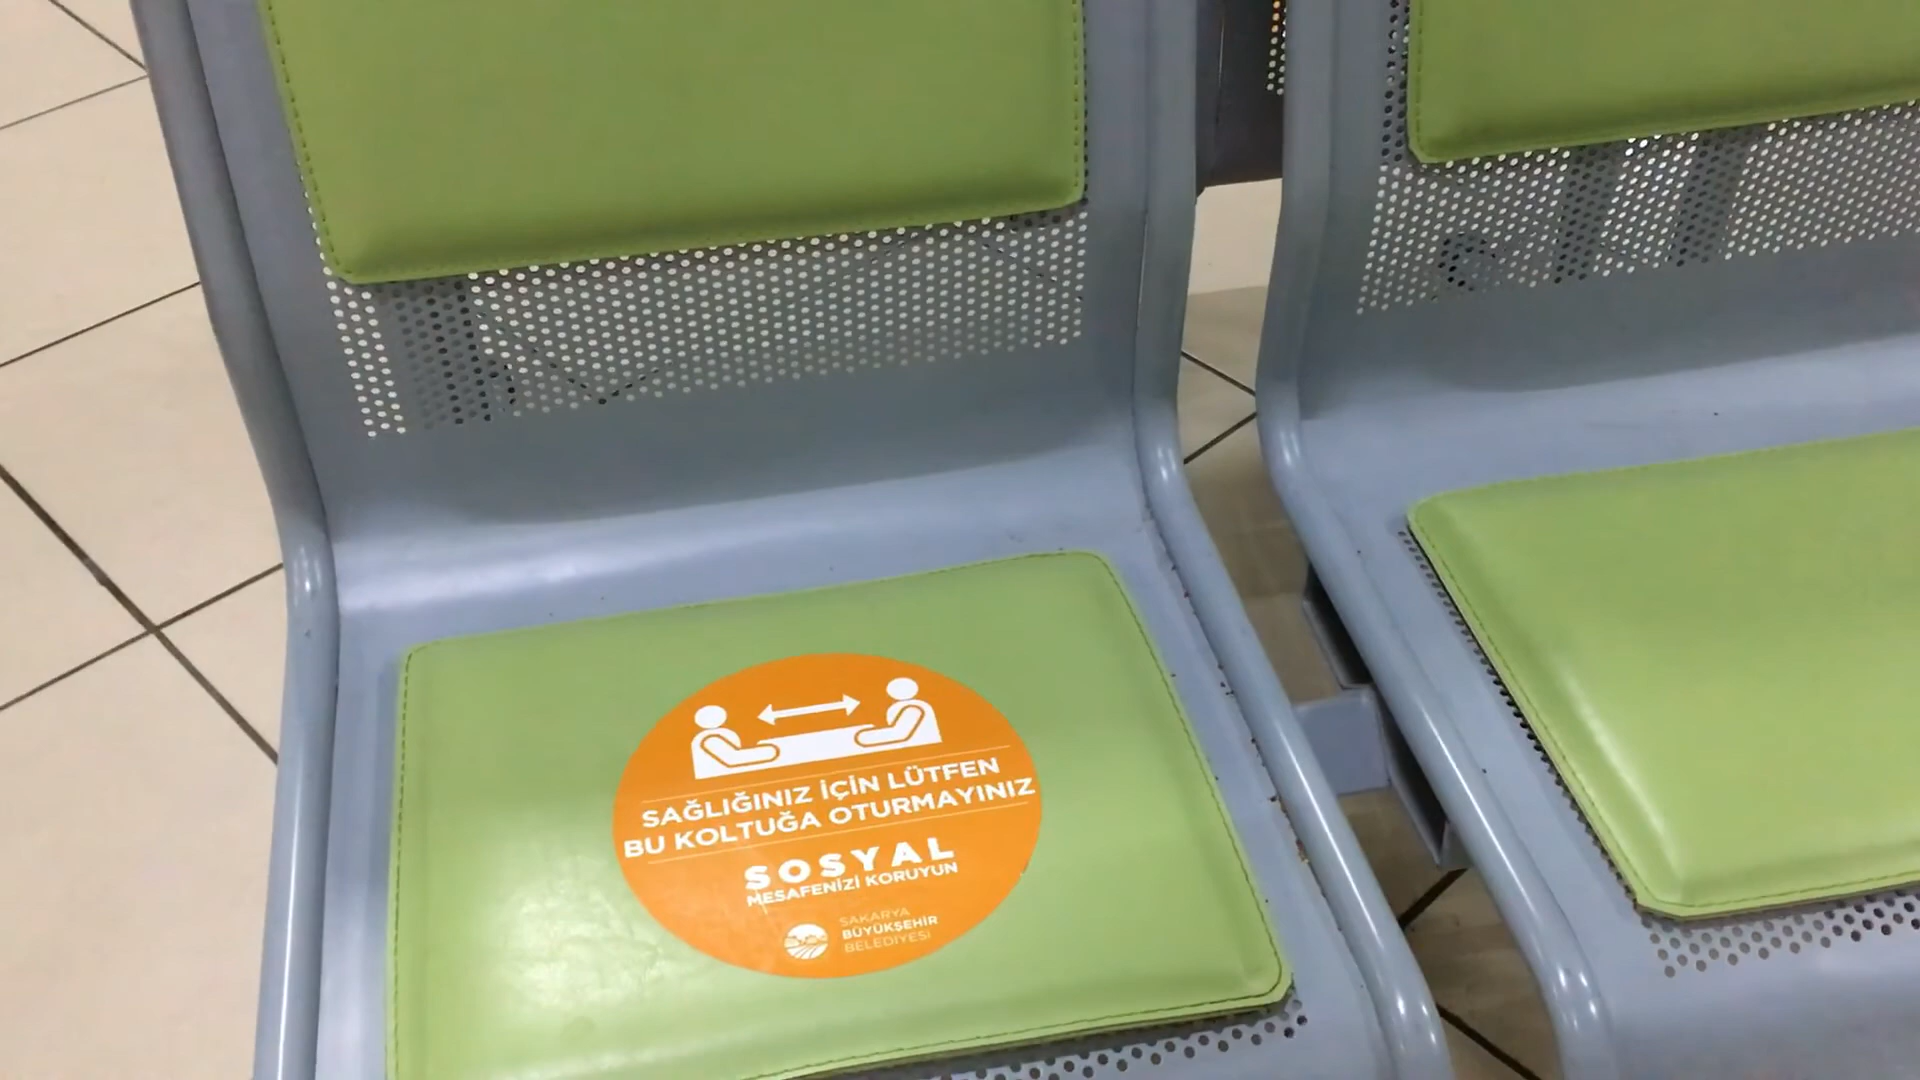 SAĞLIĞINIZ İÇİN LÜTFEN
BU KOLTUĞA OTURMAYINIZ
SOSYAL
MESAFENİZİ KORUYUN
SAKARYA
BÜYÜKŞEHİR
BELEDİYESİ